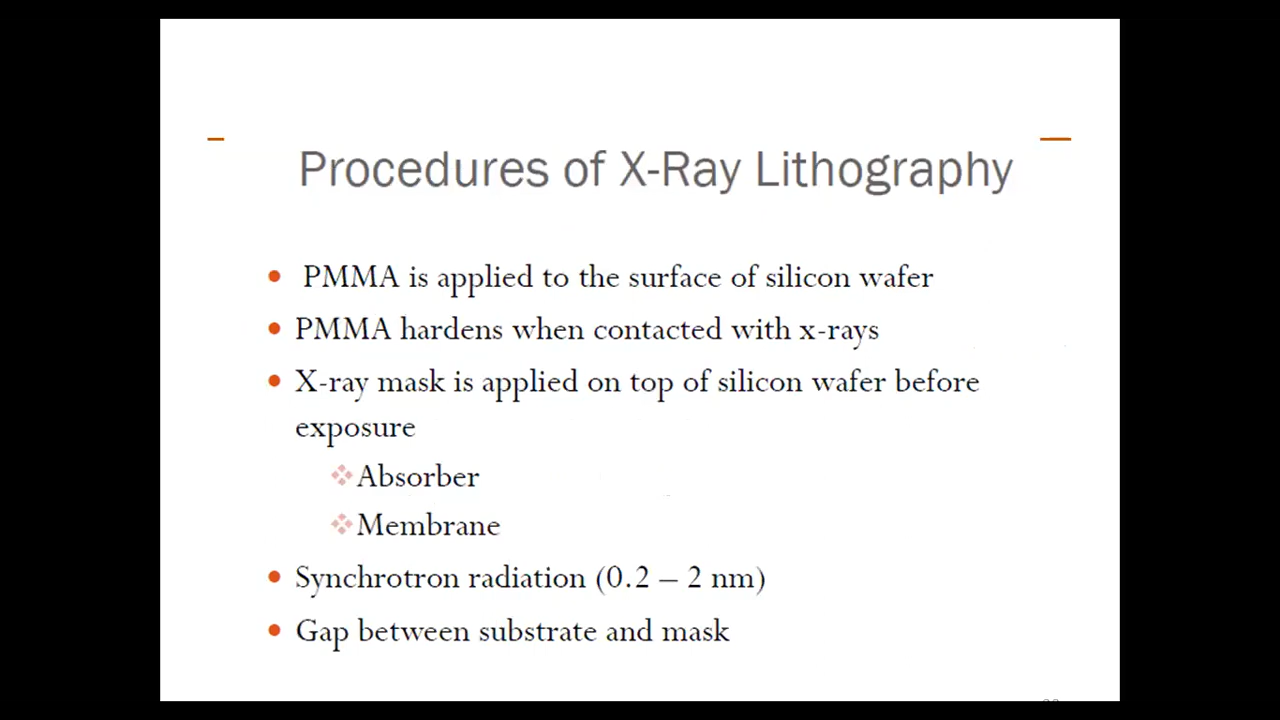 Procedures of X-Ray Lithography
PMMA is applied to the surface of silicon wafer
PMMA hardens when contacted with x-rays
X-ray mask is applied on top of silicon wafer before
exposure
Absorber
Membrane
Synchrotron radiation (0.2 – 2 nm)
Gap between substrate and mask